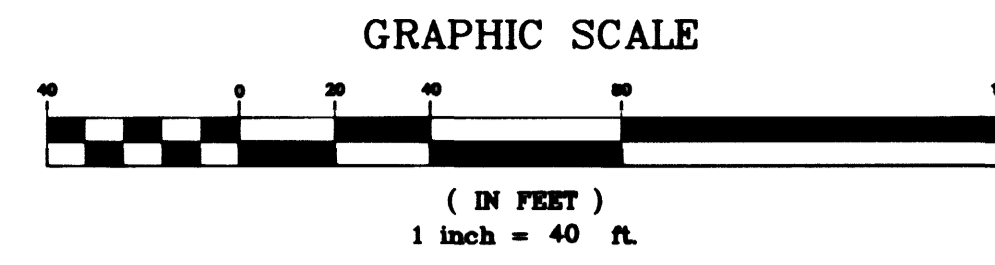 GRAPHIC SCALE
40 0 20 40 80
( IN FEET )
1 inch = 40 ft.